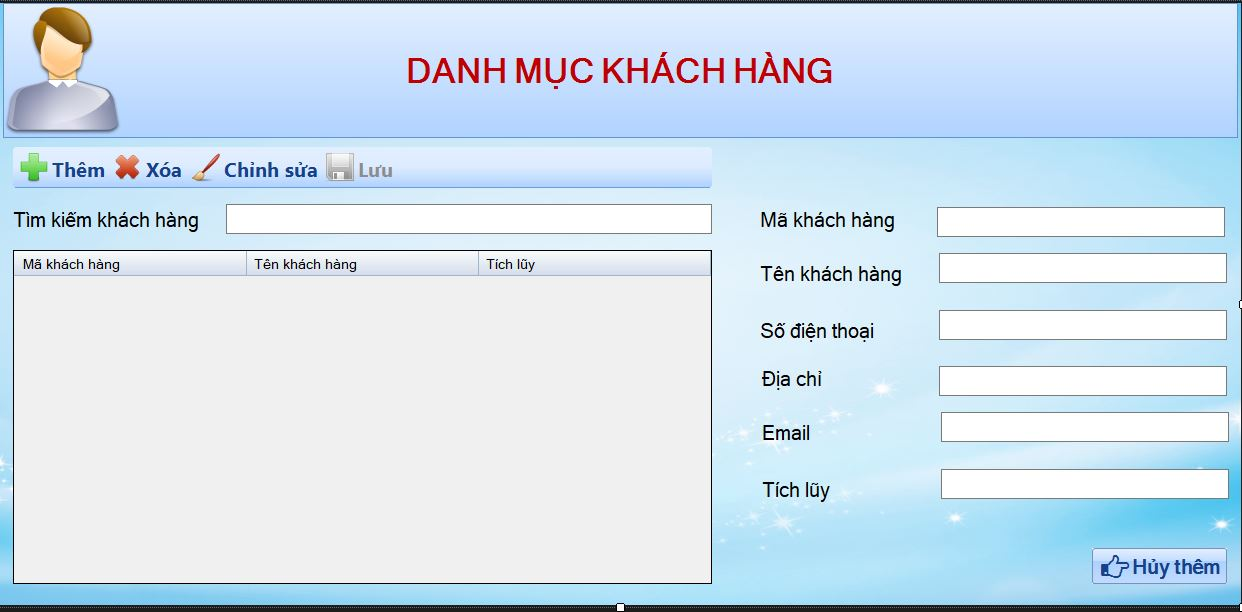 DANH MỤC KHÁCH HÀNG
Thêm Xóa Chỉnh sửa Lưu
Tìm kiếm khách hàng
Mã khách hàng Tên khách hàng Tích lũy
Mã khách hàng
Tên khách hàng
Số điện thoại
Địa chỉ
Email
Tích lũy
Hủy thêm